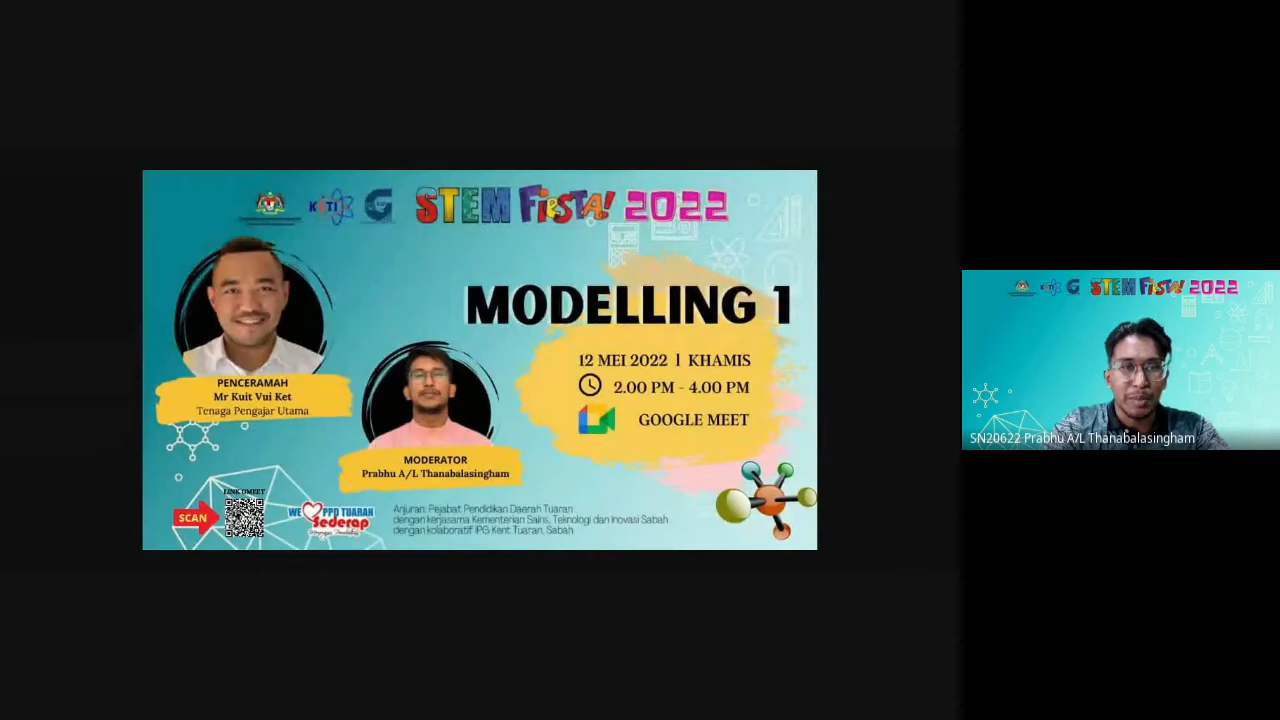 KSTI G STEM FIESTA! 2022
MODELLING 1
12 MEI 2022 | KHAMIS
2.00 PM - 4.00 PM
GOOGLE MEET
PENCERAMAH
Mr Kuit Vui Ket
Tenaga Pengajar Utama
MODERATOR
Prabhu A/L Thanabalasingham
LINK GMEET
SCAN
WE PPD TUARAN
Sederap
Anjuran: Pejabat Pendidikan Daerah Tuaran
dengan kerjasama Kementerian Sains, Teknologi dan Inovasi Sabah
dengan kolaboratif IPG Kent Tuaran, Sabah
G STEM FIESTA! 2022
SN20622 Prabhu A/L Thanabalasingham